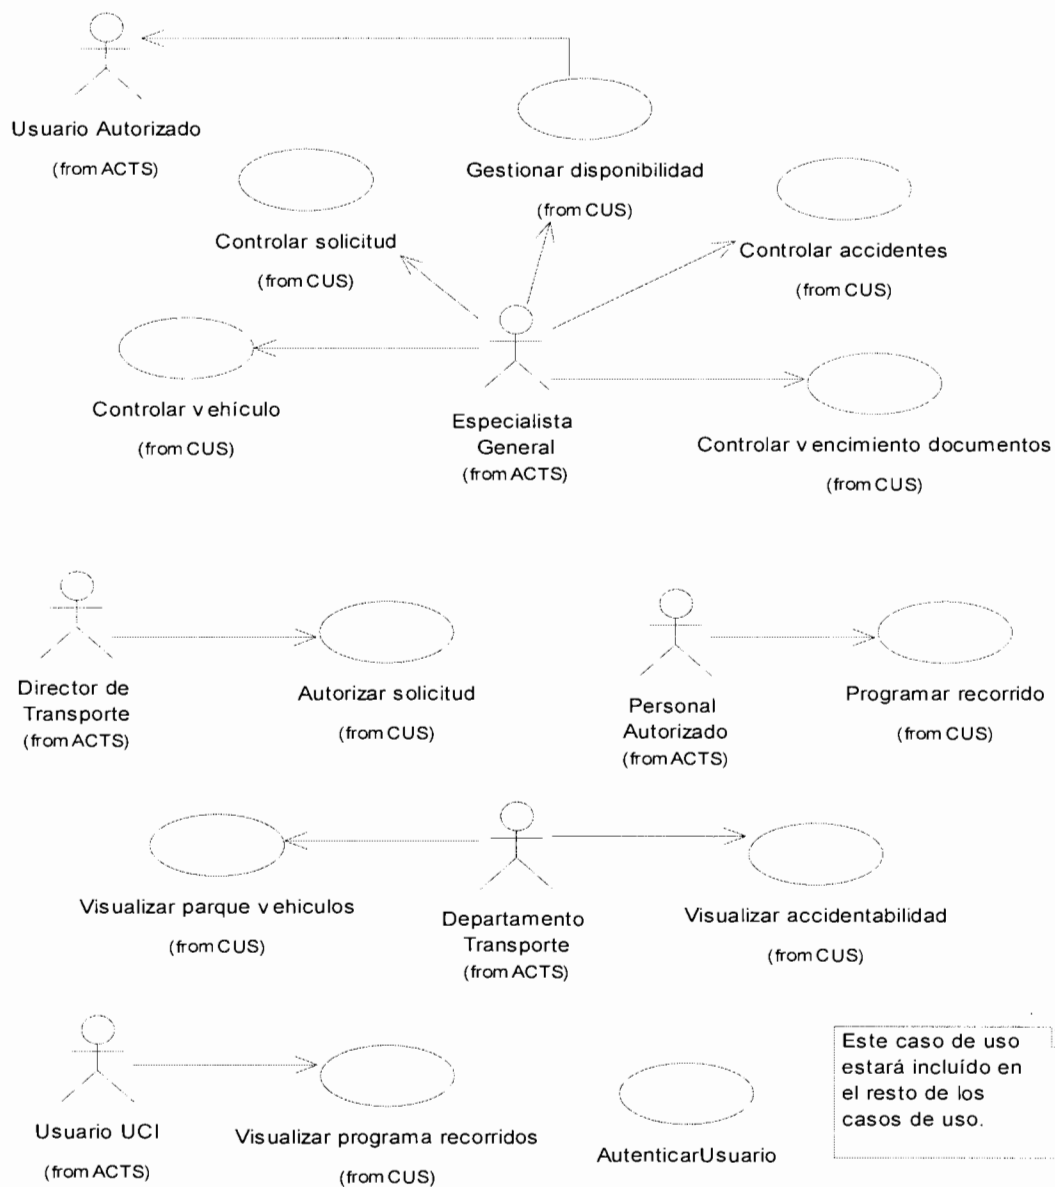 Usuario Autorizado
(from ACTS)
Gestionar disponibilidad
(from CUS)
Controlar solicitud
(from CUS)
Controlar accidentes
(from CUS)
Controlar vehículo
(from CUS)
Especialista
General
(from ACTS)
Controlar vencimiento documentos
(from CUS)
Director de
Transporte
(from ACTS)
Autorizar solicitud
(from CUS)
Personal
Autorizado
(from ACTS)
Programar recorrido
(from CUS)
Visualizar parque vehiculos
(from CUS)
Departamento
Transporte
(from ACTS)
Visualizar accidentabilidad
(from CUS)
Usuario UCI
(from ACTS)
Visualizar programa recorridos
(from CUS)
AutenticarUsuario
Este caso de uso
estará incluído en
el resto de los
casos de uso.